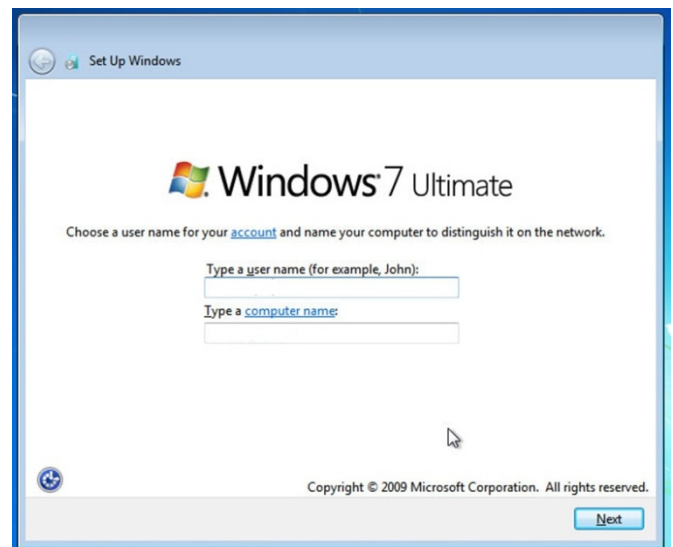 Set Up Windows
Windows 7 Ultimate
Choose a user name for your account and name your computer to distinguish it on the network.
Type a user name (for example, John):
Type a computer name:
Copyright © 2009 Microsoft Corporation. All rights reserved.
Next